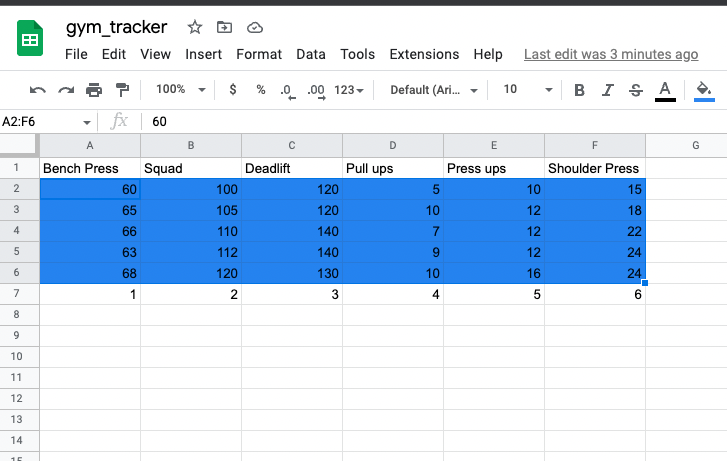 gym_tracker
File Edit View Insert Format Data Tools Extensions Help Last edit was 3 minutes ago
100% $ % .0 .00 123 Default (Ari... 10 B I S A
A2:F6 fx 60
A B C D E F G
1 Bench Press Squad Deadlift Pull ups Press ups Shoulder Press
2 60 100 120 5 10 15
3 65 105 120 10 12 18
4 66 110 140 7 12 22
5 63 112 140 9 12 24
6 68 120 130 10 16 24
7 1 2 3 4 5 6
8
9
10
11
12
13
14
15